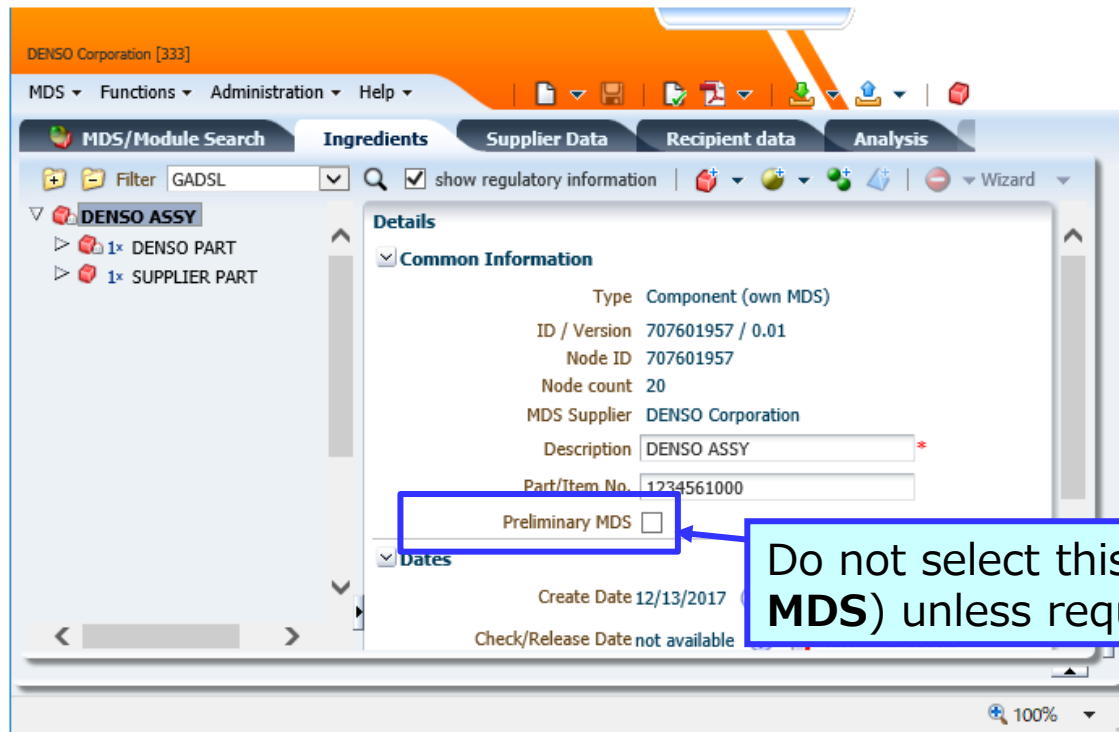 DENSO Corporation [333]
MDS Functions Administration Help
MDS/Module Search Ingredients Supplier Data Recipient data Analysis
Filter GADSL show regulatory information Wizard
DENSO ASSY
1x DENSO PART
1x SUPPLIER PART
Details
Common Information
Type Component (own MDS)
ID / Version 707601957 / 0.01
Node ID 707601957
Node count 20
MDS Supplier DENSO Corporation
Description DENSO ASSY *
Part/Item No. 1234561000
Preliminary MDS
Dates
Create Date 12/13/2017
Check/Release Date not available
Do not select this
MDS) unless
100%